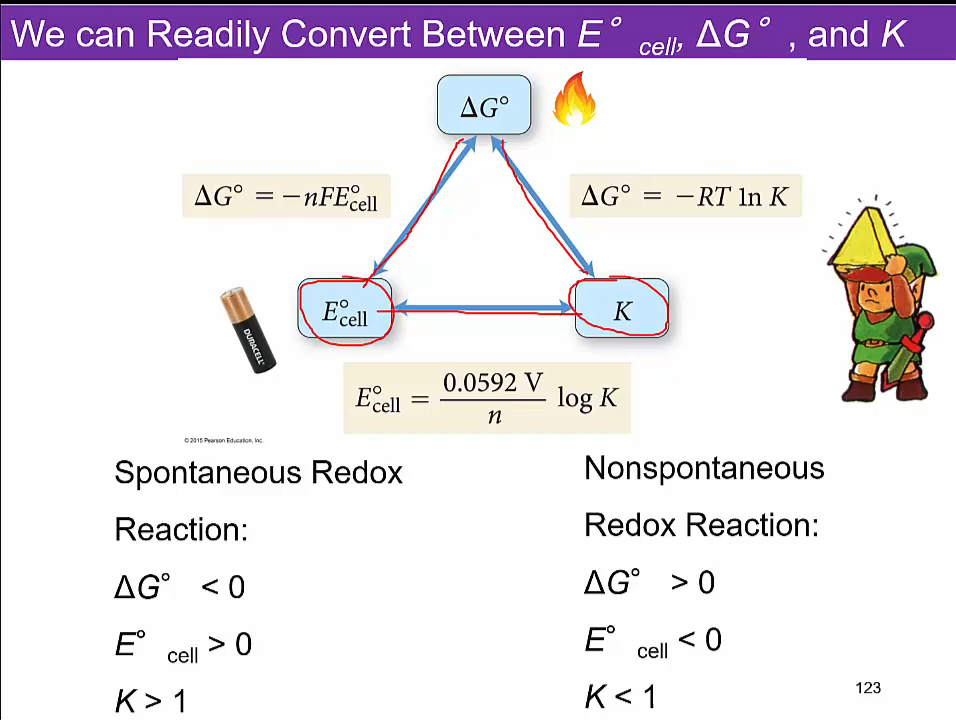 We can Readily Convert Between E°cell, ΔG°, and K
ΔG°
ΔG° = −nFE°cell
ΔG° = −RT ln K
E°cell
K
DURACELL
E°cell = 0.0592 V / n log K
© 2015 Pearson Education, Inc.
Spontaneous Redox
Reaction:
ΔG° < 0
E°cell > 0
K > 1
Nonspontaneous
Redox Reaction:
ΔG° > 0
E°cell < 0
K < 1
123